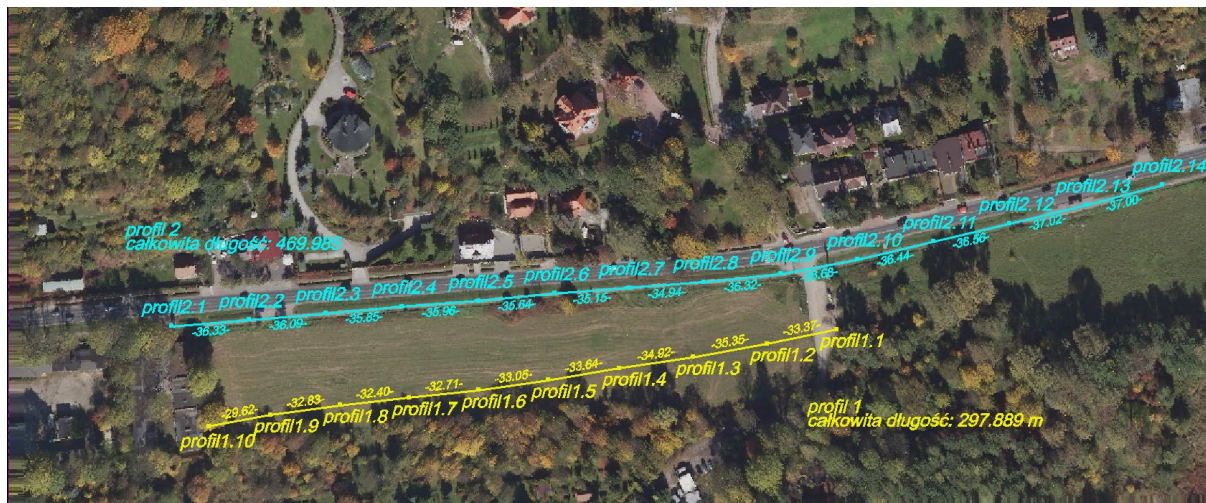 profil2.14
profil2.13
-37.00-
profil2.12
-37.02-
profil2.11
-36.56-
profil2.10
-36.44-
profil 2
całkowita długość: 469.985
profil2.9
-36.68-
profil2.8
-36.32-
profil2.7
-34.94-
profil2.6
-35.15-
profil2.5
-35.64-
profil2.4
-35.96-
profil2.3
-35.85-
profil2.2
-36.09-
profil2.1
-36.33-
-33.37-
profil1.1
-35.35-
profil1.2
-34.92-
profil1.3
-33.64-
profil1.4
-33.05-
profil1.5
-32.71-
profil1.6
-32.40-
profil1.7
-32.83-
profil1.8
-29.62-
profil1.9
profil1.10
profil 1
całkowita długość: 297.889 m